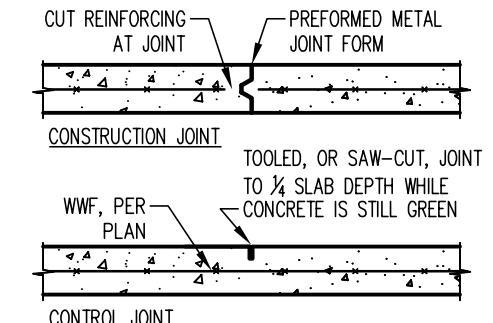 CUT REINFORCING
AT JOINT
PREFORMED METAL
JOINT FORM
CONSTRUCTION JOINT
TOOLED, OR SAW-CUT, JOINT
TO 1/4 SLAB DEPTH WHILE
CONCRETE IS STILL GREEN
WWF, PER
PLAN
CONTROL JOINT